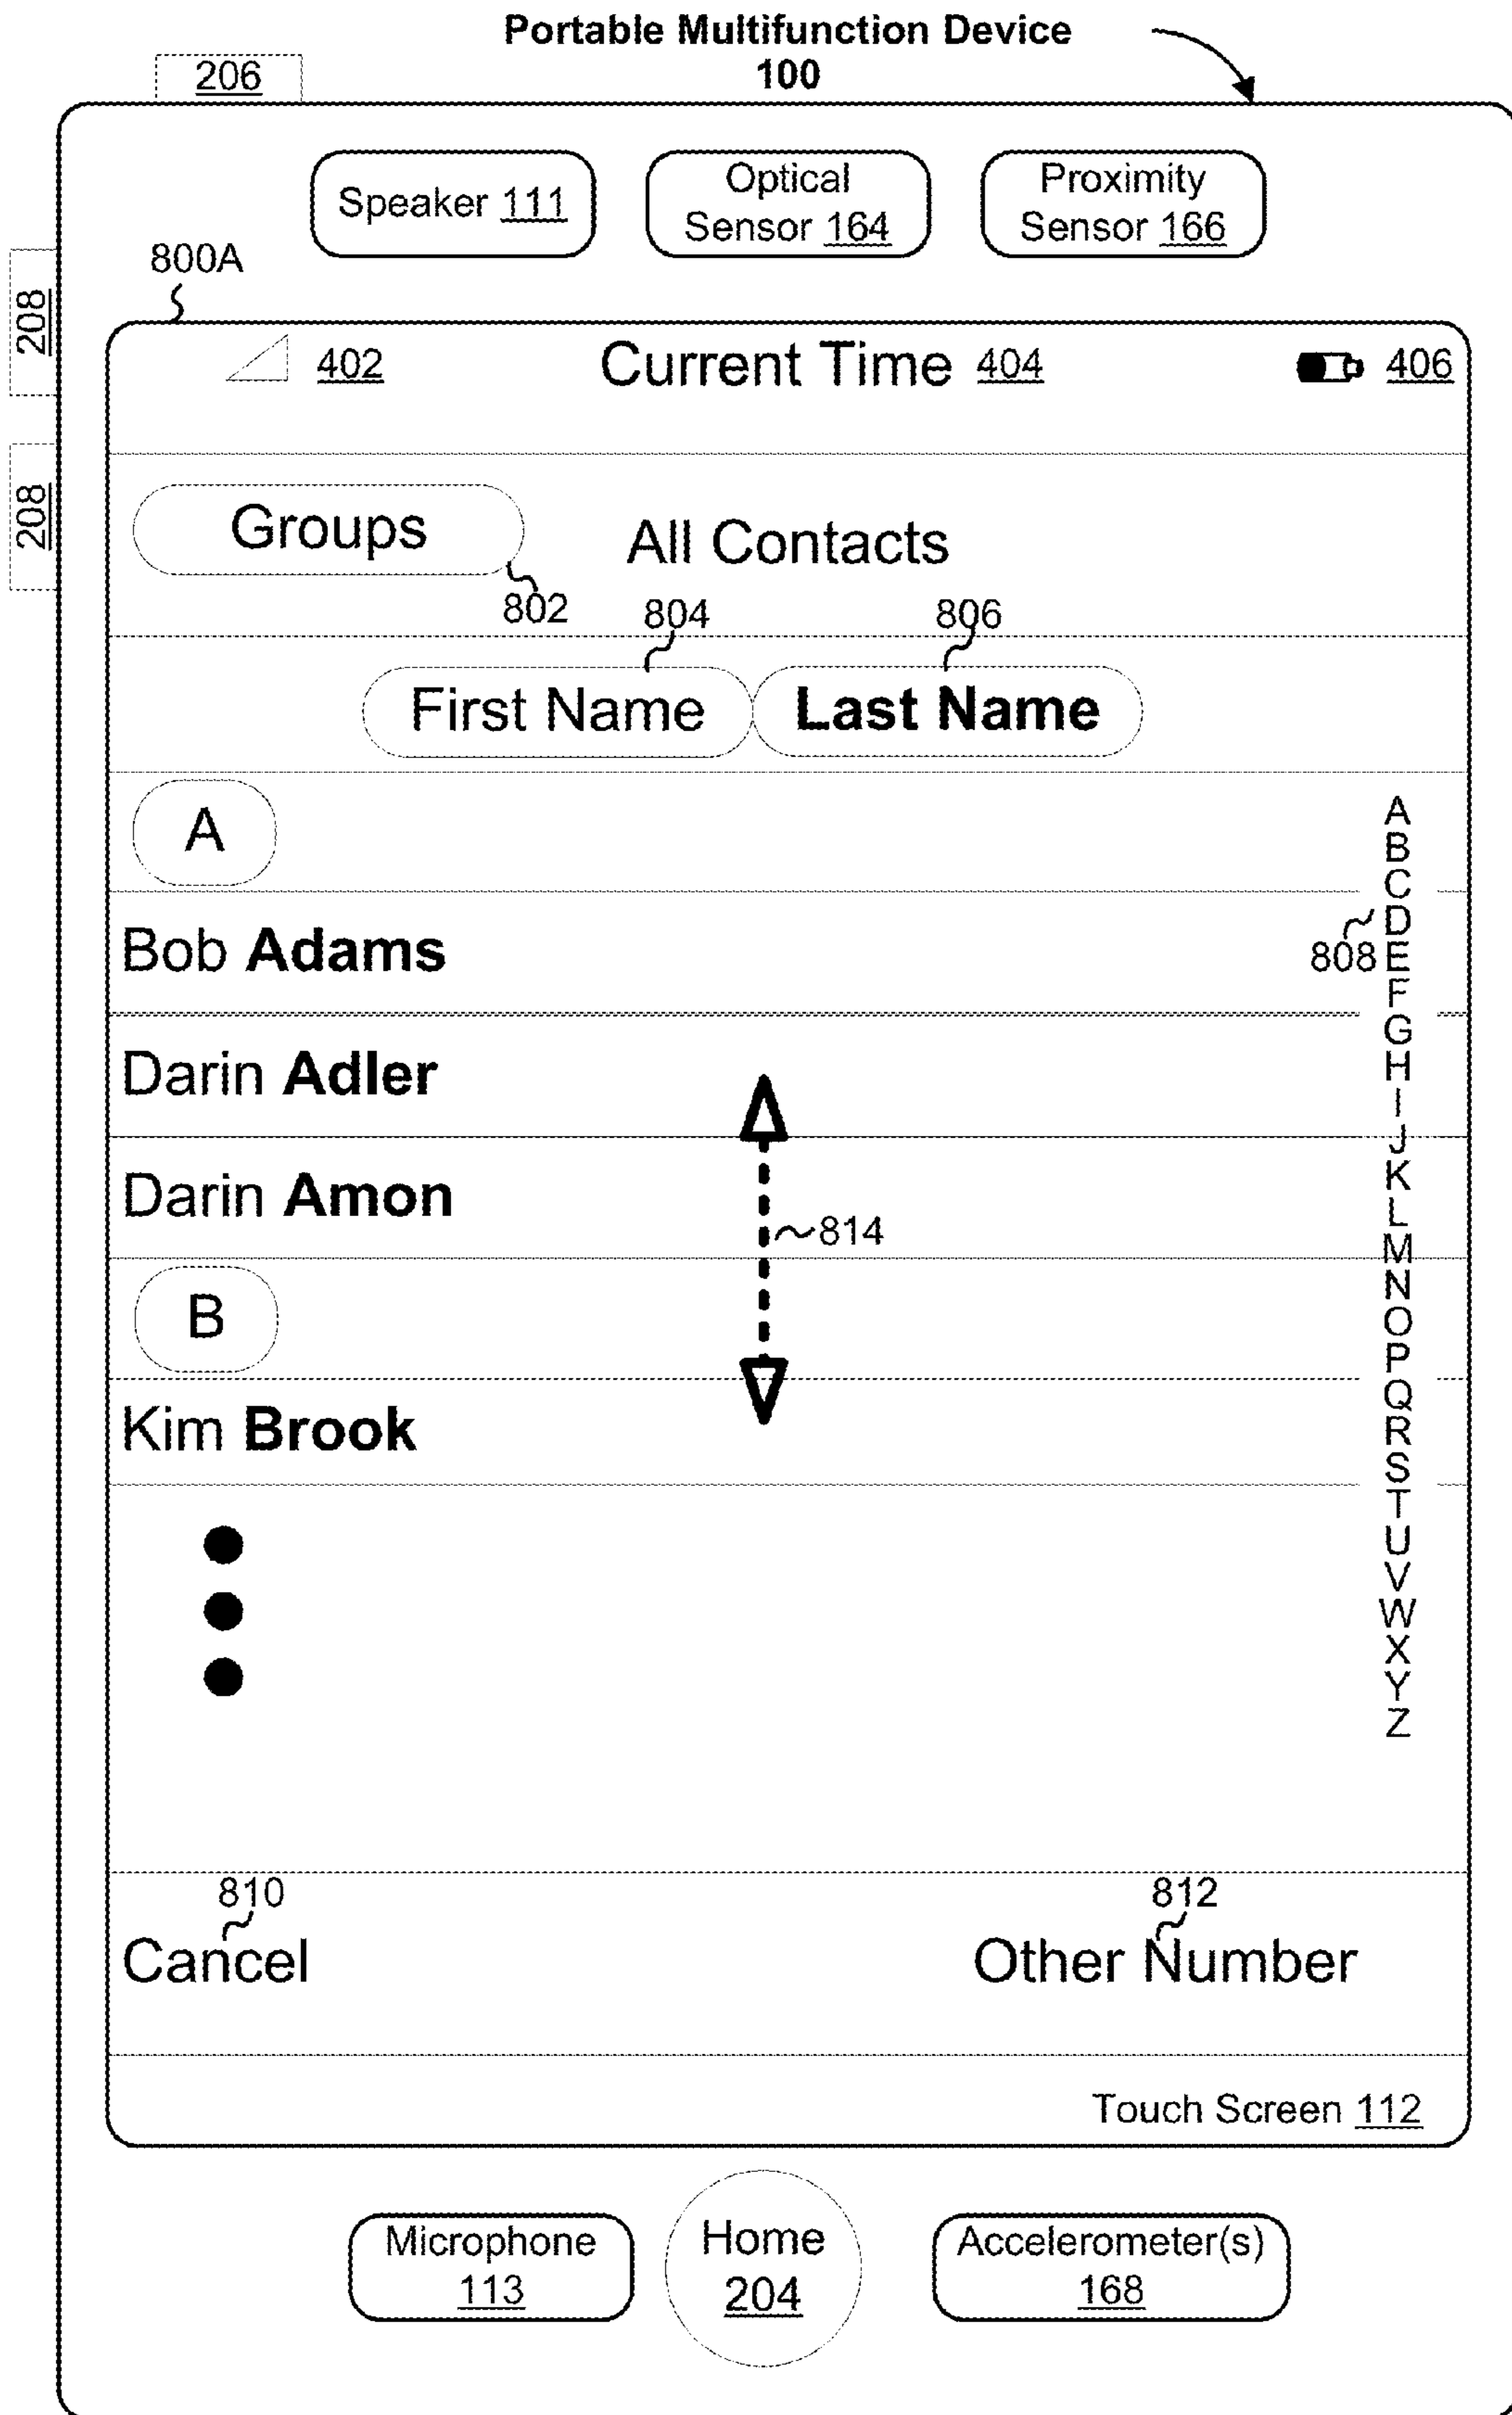 Portable Multifunction Device
100
206
Speaker 111
Optical
Sensor 164
Proximity
Sensor 166
800A
208
208
402
Current Time 404
406
Groups
All Contacts
802
804
806
First Name
Last Name
A
Bob Adams
Darin Adler
Darin Amon
814
B
Kim Brook
A
B
C
D
808
E
F
G
H
I
J
K
L
M
N
O
P
Q
R
S
T
U
V
W
X
Y
Z
810
812
Cancel
Other Number
Touch Screen 112
Microphone
113
Home
204
Accelerometer(s)
168